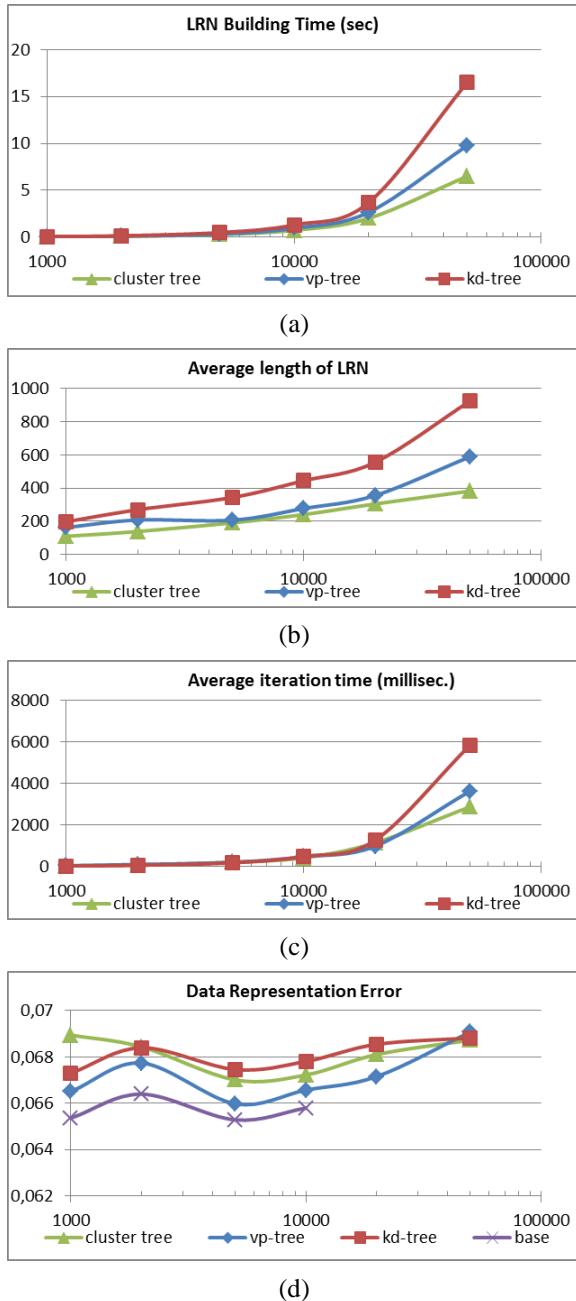 LRN Building Time (sec)
20
15
10
5
0
1000 10000 100000
cluster tree vp-tree kd-tree
(a)
Average length of LRN
1000
800
600
400
200
0
1000 10000 100000
cluster tree vp-tree kd-tree
(b)
Average iteration time (millisec.)
8000
6000
4000
2000
0
1000 10000 100000
cluster tree vp-tree kd-tree
(c)
Data Representation Error
0,07
0,068
0,066
0,064
0,062
1000 10000 100000
cluster tree vp-tree kd-tree base
(d)